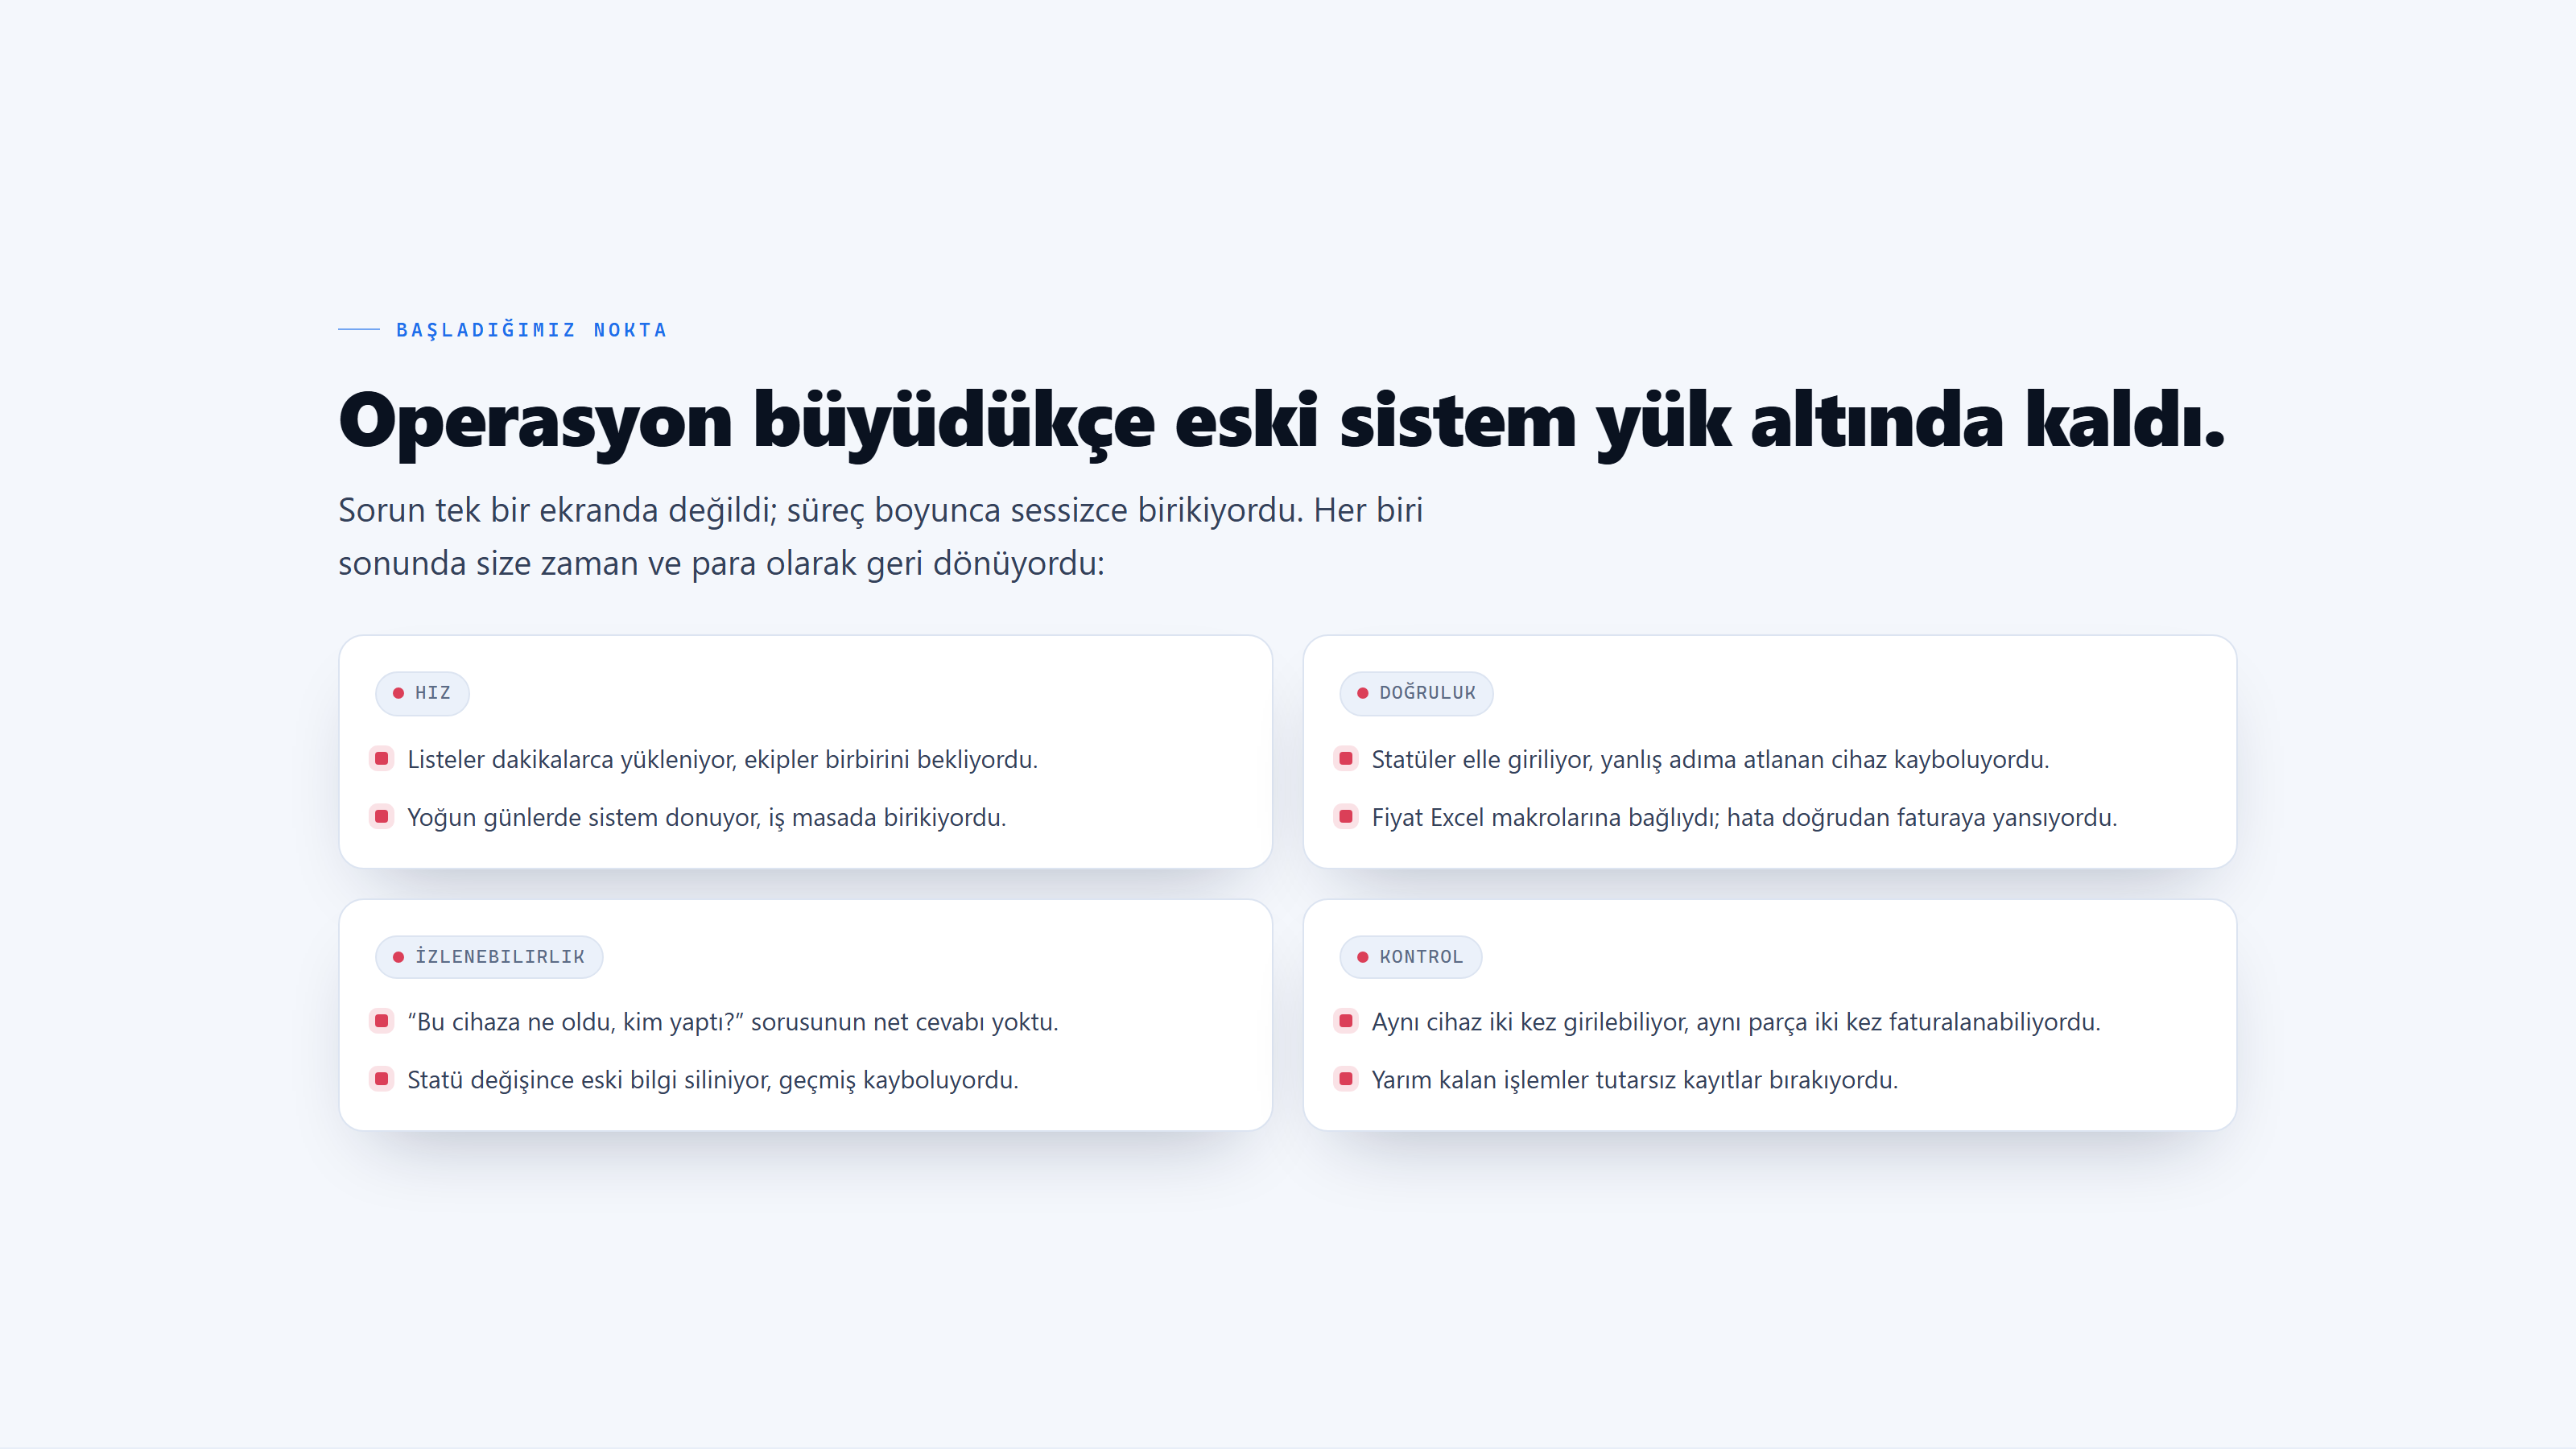 BAŞLADIĞIMIZ NOKTA
Operasyon büyüdükçe eski sistem yük altında kaldı.
Sorun tek bir ekranda değildi; süreç boyunca sessizce birikiyordu. Her biri
sonunda size zaman ve para olarak geri dönüyordu:
HIZ
Listeler dakikalarca yükleniyor, ekipler birbirini bekliyordu.
Yoğun günlerde sistem donuyor, iş masada birikiyordu.
DOĞRULUK
Statüler elle giriliyor, yanlış adıma atlanan cihaz kayboluyordu.
Fiyat Excel makrolarına bağlıydı; hata doğrudan faturaya yansıyordu.
İZLENEBILIRLIK
“Bu cihaza ne oldu, kim yaptı?” sorusunun net cevabı yoktu.
Statü değişince eski bilgi siliniyor, geçmiş kayboluyordu.
KONTROL
Aynı cihaz iki kez girilebiliyor, aynı parça iki kez faturalanabiliyordu.
Yarım kalan işlemler tutarsız kayıtlar bırakıyordu.